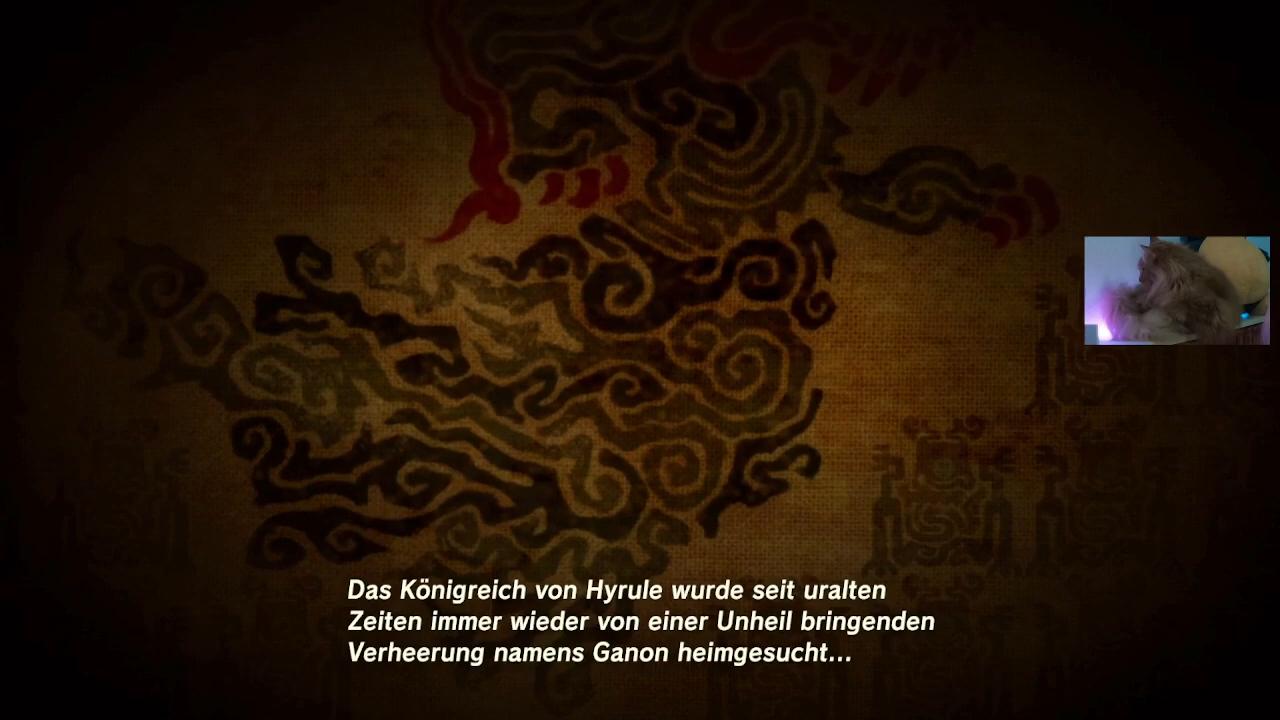 Das Königreich von Hyrule wurde seit uralten
Zeiten immer wieder von einer Unheil bringenden
Verheerung namens Ganon heimgesucht...